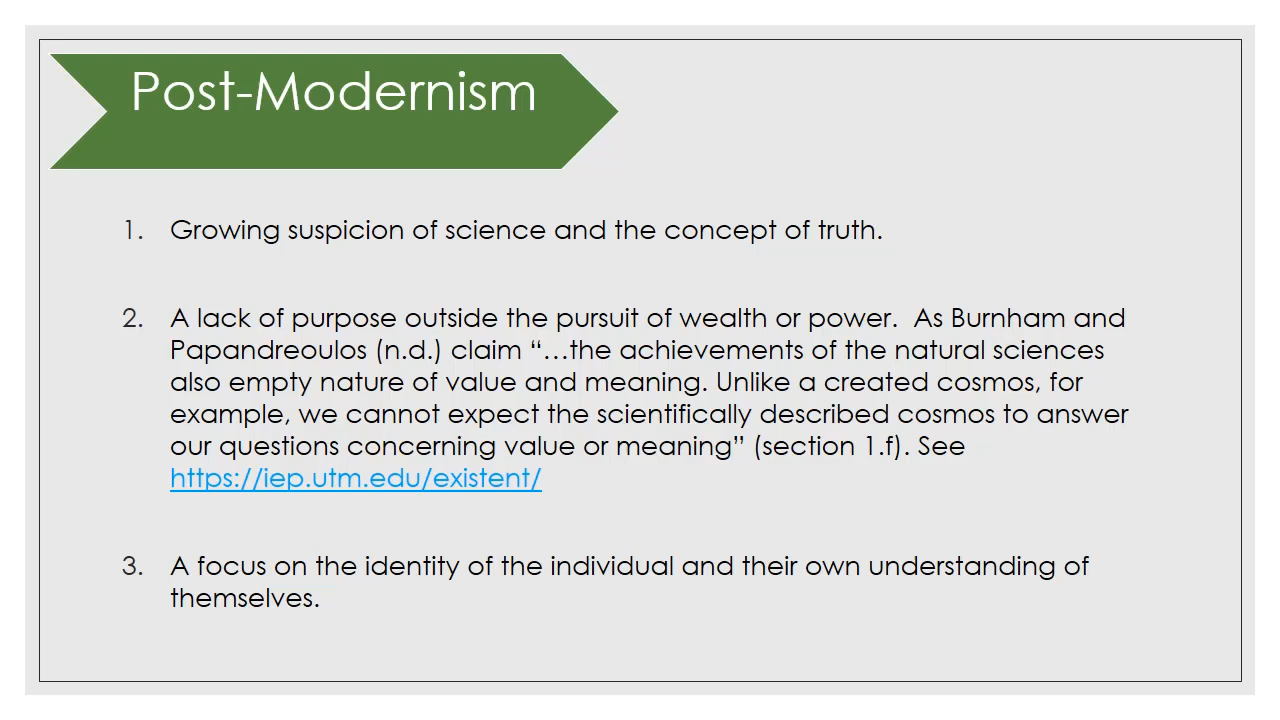 Post-Modernism
1. Growing suspicion of science and the concept of truth.
2. A lack of purpose outside the pursuit of wealth or power.  As Burnham and
Papandreoulos (n.d.) claim “…the achievements of the natural sciences
also empty nature of value and meaning. Unlike a created cosmos, for
example, we cannot expect the scientifically described cosmos to answer
our questions concerning value or meaning” (section 1.f). See
https://iep.utm.edu/existent/
3. A focus on the identity of the individual and their own understanding of
themselves.